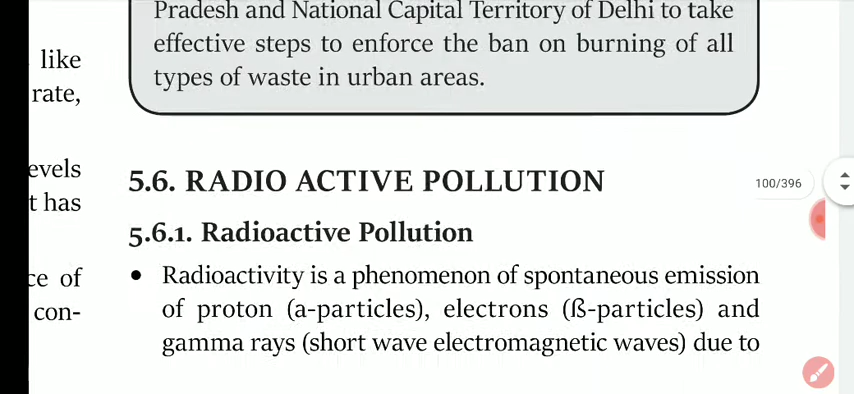 Pradesh and National Capital Territory of Delhi to take
effective steps to enforce the ban on burning of all
types of waste in urban areas.
like
rate,
evels
t has
ce of
con-
5.6. RADIO ACTIVE POLLUTION
100/396
5.6.1. Radioactive Pollution
• Radioactivity is a phenomenon of spontaneous emission
of proton (a-particles), electrons (ß-particles) and
gamma rays (short wave electromagnetic waves) due to